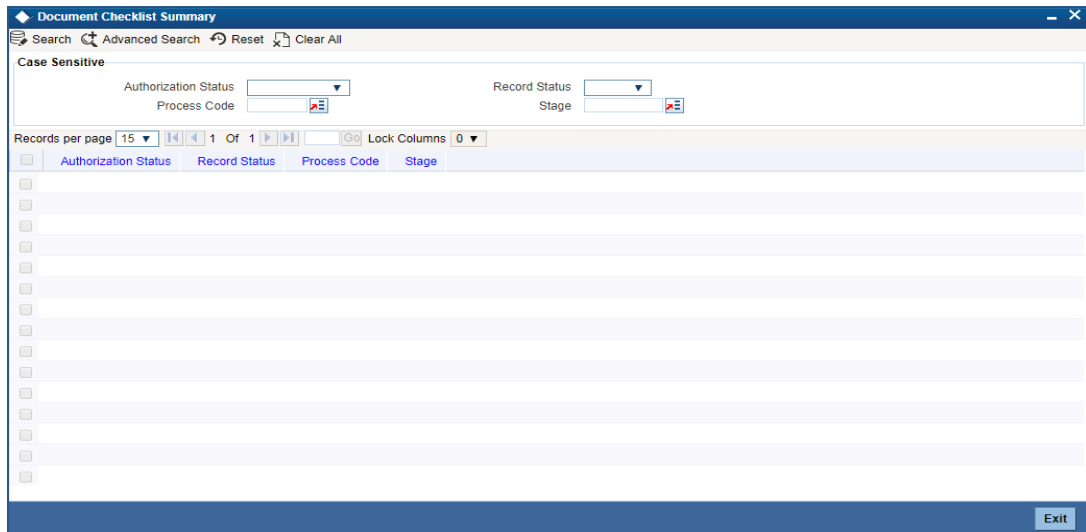 Document Checklist Summary
Search Advanced Search Reset Clear All
Case Sensitive
Authorization Status Record Status
Process Code Stage
Records per page 15 1 Of 1 Go Lock Columns 0
Authorization Status Record Status Process Code Stage
Exit